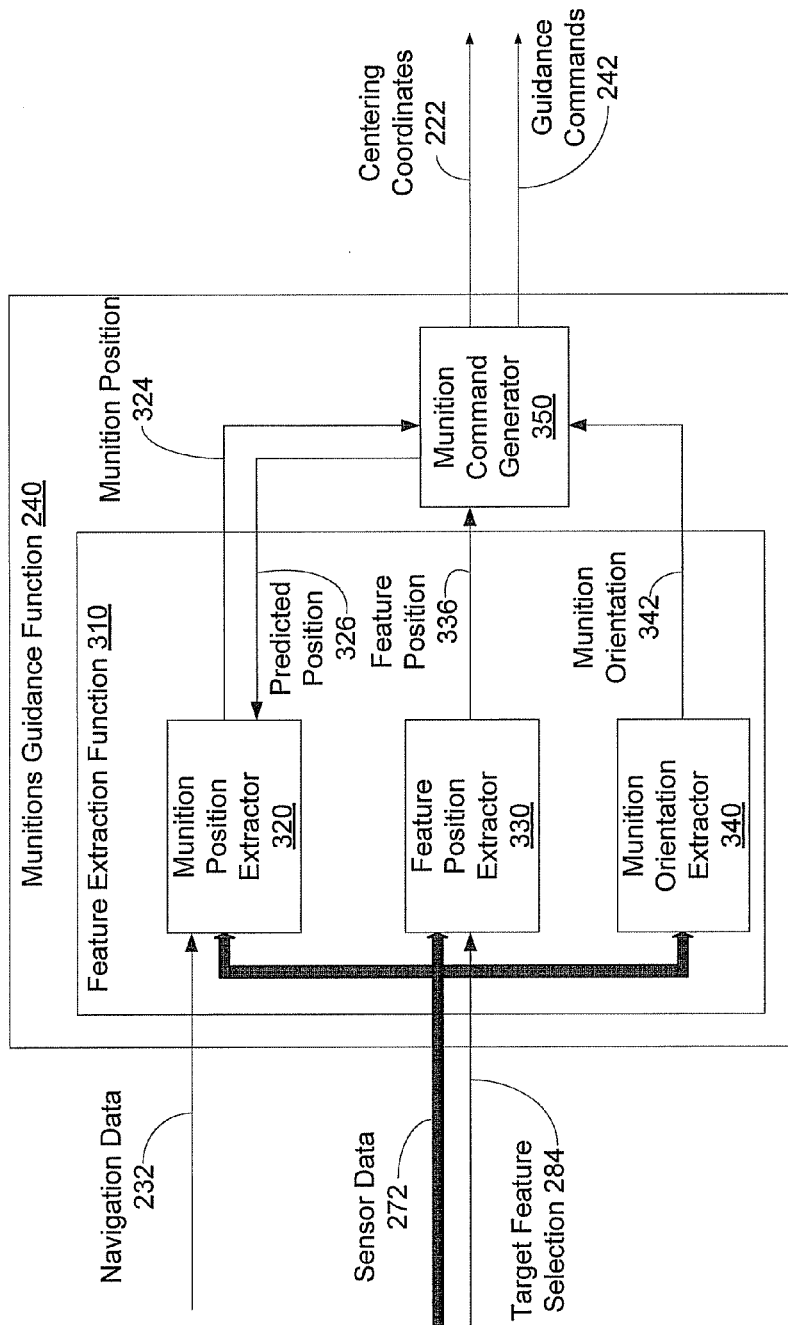 Munitions Guidance Function 240
Feature Extraction Function 310
Navigation Data
232
Sensor Data
272
Target Feature
Selection 284
Munition
Position
Extractor
320
Feature
Position
Extractor
330
Munition
Orientation
Extractor
340
Munition Position
324
Predicted
Position
326
Feature
Position
336
Munition
Orientation
342
Munition
Command
Generator
350
Centering
Coordinates
222
Guidance
Commands
242